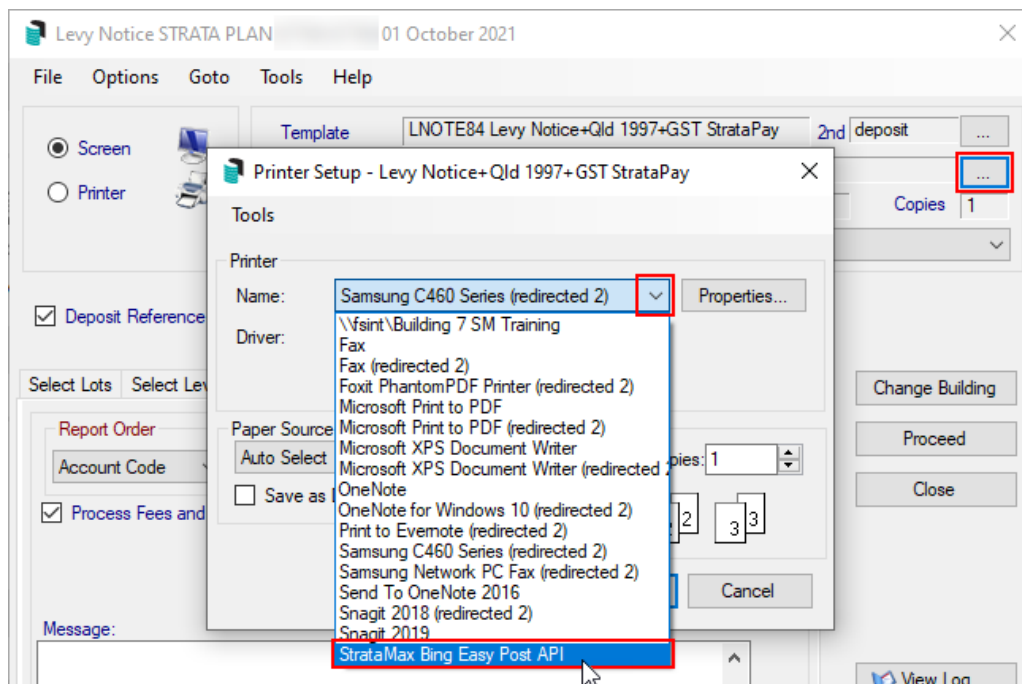 Levy Notice STRATA PLAN 01 October 2021
File Options Goto Tools Help
Screen
Printer
Template LNOTE84 Levy Notice+Qld 1997+GST StrataPay 2nd deposit ...
...
Copies 1
Printer Setup - Levy Notice+Qld 1997+GST StrataPay
Tools
Printer
Name: Samsung C460 Series (redirected 2) Properties...
Driver:
\\fsint\Building 7 SM Training
Fax
Fax (redirected 2)
Foxit PhantomPDF Printer (redirected 2)
Microsoft Print to PDF
Microsoft Print to PDF (redirected 2)
Microsoft XPS Document Writer
Microsoft XPS Document Writer (redirected
OneNote
OneNote for Windows 10 (redirected 2)
Print to Evernote (redirected 2)
Samsung C460 Series (redirected 2)
Samsung Network PC Fax (redirected 2)
Send To OneNote 2016
Snagit 2018 (redirected 2)
Snagit 2019
StrataMax Bing Easy Post API
Deposit Reference
Select Lots Select Lev
Report Order
Account Code
Process Fees and
Message:
Paper Source
Auto Select
Save as
pies: 1
2 3 3
Cancel
Change Building
Proceed
Close
View Log